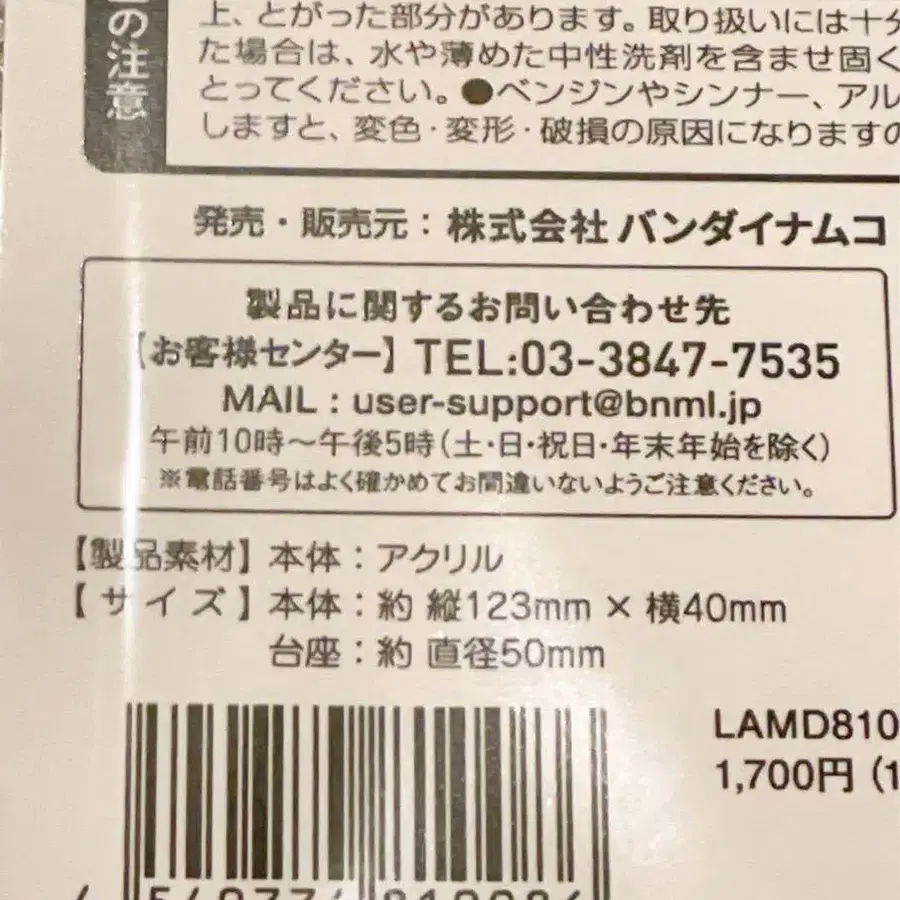 の注意
上、とがった部分があります。取り扱いには十分
た場合は、水や薄めた中性洗剤を含ませ固く
とってください。●ベンジンやシンナー、アル
しますと、変色・変形・破損の原因になりますの
発売・販売元：株式会社バンダイナムコ
製品に関するお問い合わせ先
【お客様センター】TEL:03-3847-7535
MAIL：user-support@bnml.jp
午前10時～午後5時(土・日・祝日・年末年始を除く)
※電話番号はよく確かめてお間違いないようご注意ください。
【製品素材】本体：アクリル
【サイズ】本体：約 縦123mm × 横40mm
台座：約 直径50mm
LAMD810
1,700円(1